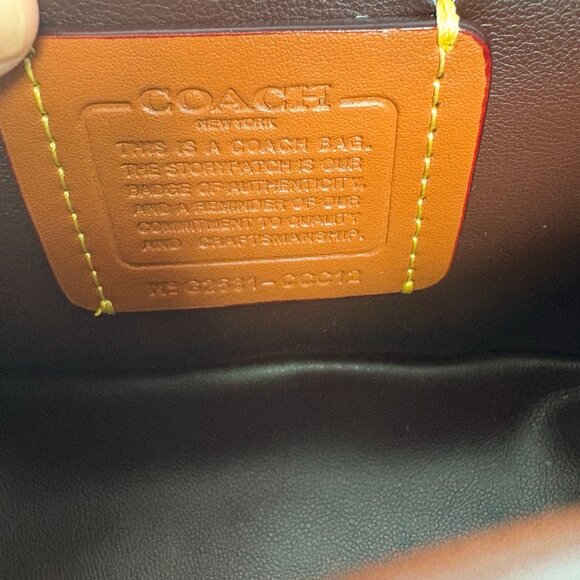 COACH
NEW YORK
THIS IS A COACH BAG.
THE STORYPATCH IS OUR
BADGE OF AUTHENTICITY,
AND A REMINDER OF OUR
COMMITMENT TO QUALITY
AND CRAFTSMANSHIP.